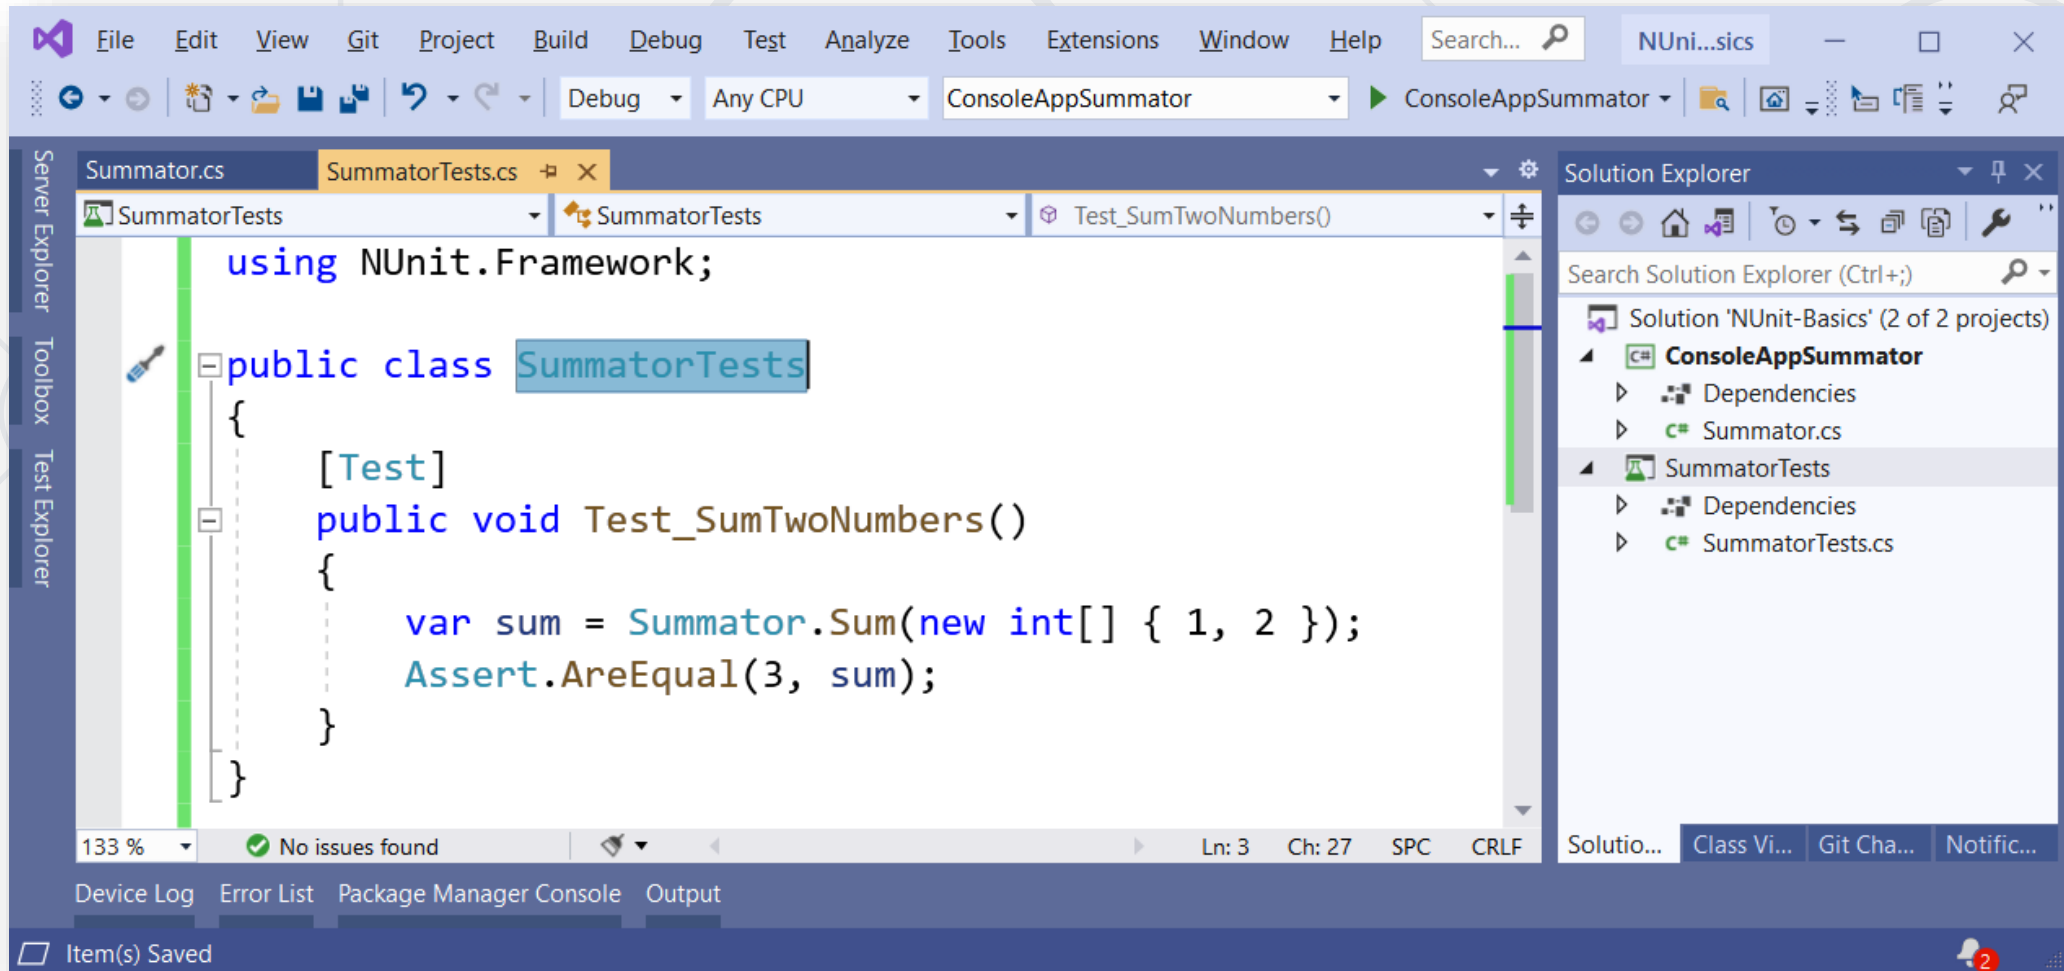 File Edit View Git Project Build Debug Test Analyze Tools Extensions Window Help Search... NUni...sics
Debug Any CPU ConsoleAppSummator ConsoleAppSummator
Server Explorer
Toolbox
Test Explorer
Summator.cs SummatorTests.cs
SummatorTests SummatorTests Test_SumTwoNumbers()
using NUnit.Framework;
public class SummatorTests
{
[Test]
public void Test_SumTwoNumbers()
{
var sum = Summator.Sum(new int[] { 1, 2 });
Assert.AreEqual(3, sum);
}
}
133 % No issues found Ln: 3 Ch: 27 SPC CRLF
Solution Explorer
Search Solution Explorer (Ctrl+;)
Solution 'NUnit-Basics' (2 of 2 projects)
C# ConsoleAppSummator
Dependencies
C# Summator.cs
SummatorTests
Dependencies
C# SummatorTests.cs
Solutio... Class Vi... Git Cha... Notific...
Device Log Error List Package Manager Console Output
Item(s) Saved 2